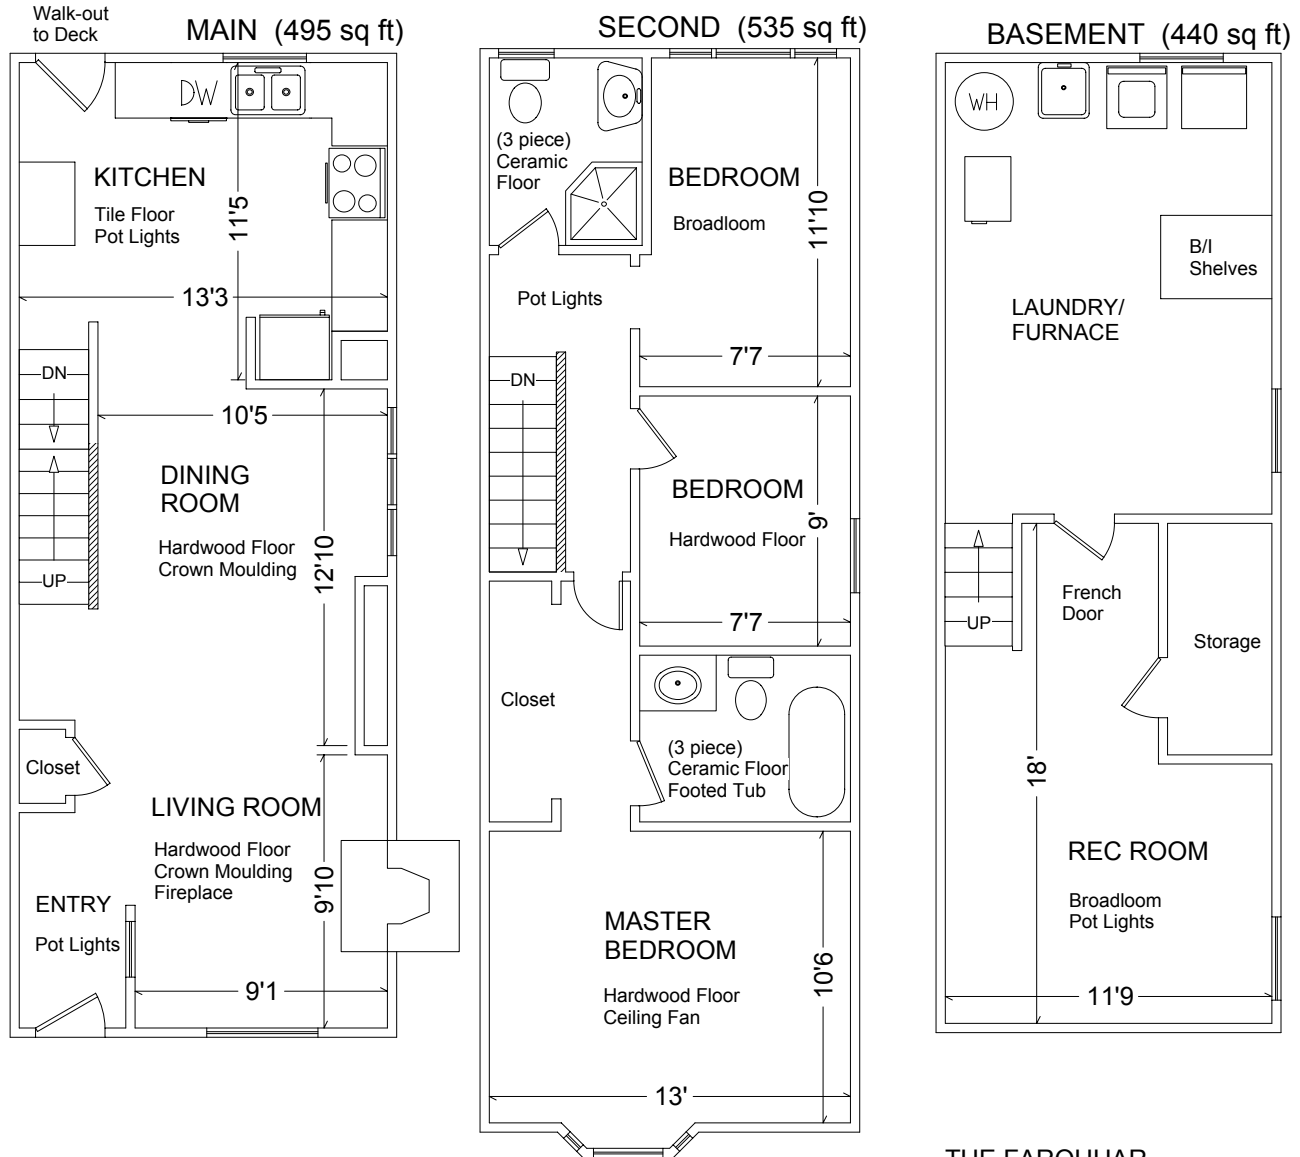 Walk-out
to Deck
MAIN (495 sq ft)
DW
KITCHEN
Tile Floor
Pot Lights
11'5
13'3
DN
10'5
DINING
ROOM
Hardwood Floor
Crown Moulding
12'10
UP
Closet
LIVING ROOM
Hardwood Floor
Crown Moulding
Fireplace
9'10
ENTRY
Pot Lights
9'1
SECOND (535 sq ft)
(3 piece)
Ceramic
Floor
BEDROOM
Broadloom
11'10
Pot Lights
7'7
DN
BEDROOM
Hardwood Floor
9'
7'7
Closet
(3 piece)
Ceramic Floor
Footed Tub
MASTER
BEDROOM
Hardwood Floor
Ceiling Fan
10'6
13'
BASEMENT (440 sq ft)
WH
B/I
Shelves
LAUNDRY/
FURNACE
French
Door
UP
Storage
18'
REC ROOM
Broadloom
Pot Lights
11'9
THE FARQUHAR